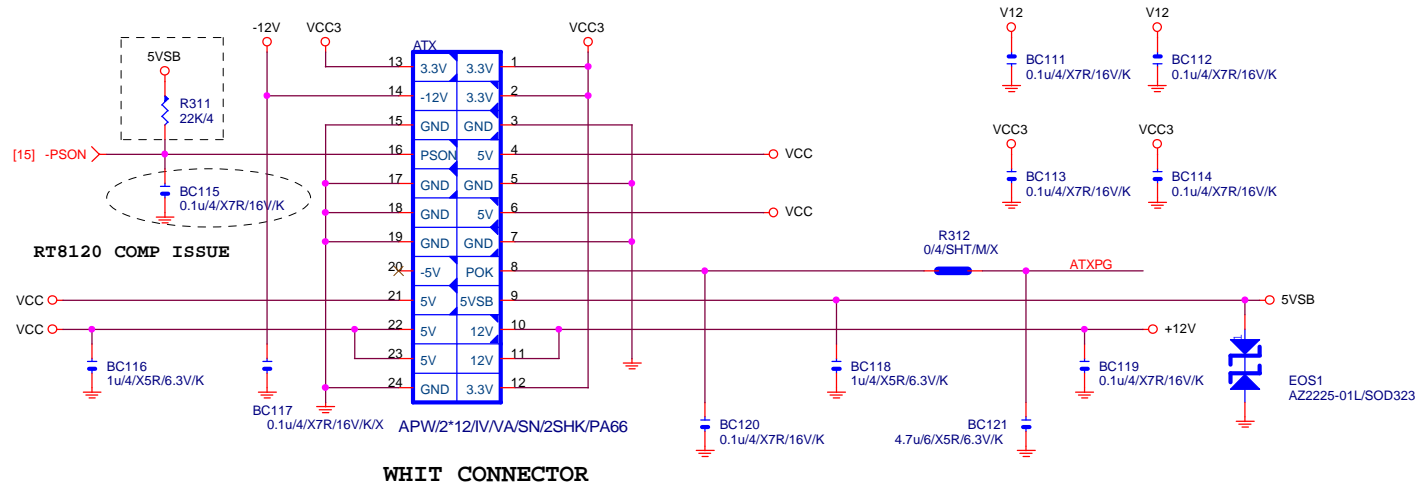 -12V
VCC3
VCC3
V12
V12
5VSB
R311
22K/4
ATX
13 3.3V 3.3V 1
14 -12V 3.3V 2
15 GND GND 3
[15] -PSON 16 PSON 5V 4 VCC
17 GND GND 5
18 GND 5V 6 VCC
19 GND GND 7
20 -5V POK 8
VCC 21 5V 5VSB 9 5VSB
VCC 22 5V 12V 10 +12V
23 5V 12V 11
24 GND 3.3V 12
BC111
0.1u/4/X7R/16V/K
BC112
0.1u/4/X7R/16V/K
VCC3
VCC3
BC113
0.1u/4/X7R/16V/K
BC114
0.1u/4/X7R/16V/K
BC115
0.1u/4/X7R/16V/K
RT8120 COMP ISSUE
R312
0/4/SHT/M/X
ATXPG
BC116
1u/4/X5R/6.3V/K
BC117
0.1u/4/X7R/16V/K/X
BC118
1u/4/X5R/6.3V/K
BC119
0.1u/4/X7R/16V/K
1
EOS1
AZ2225-01L/SOD323
APW/2*12/IV/VA/SN/2SHK/PA66
BC120
0.1u/4/X7R/16V/K
BC121
4.7u/6/X5R/6.3V/K
WHIT CONNECTOR